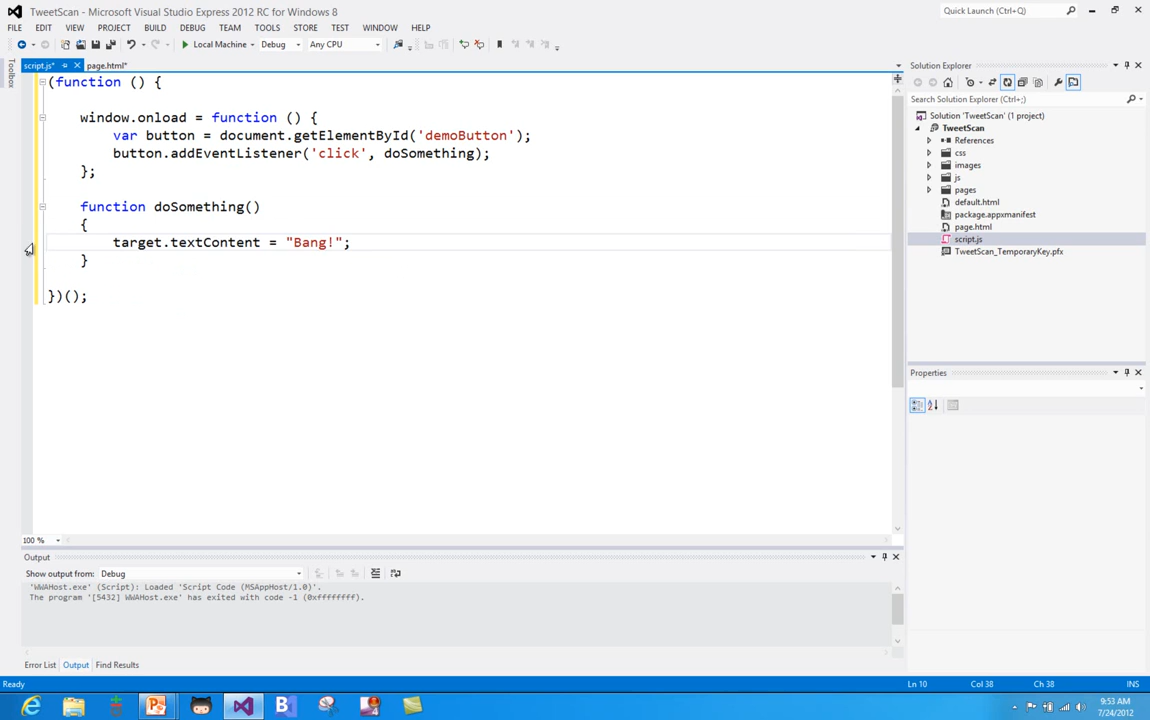 TweetScan - Microsoft Visual Studio Express 2012 RC for Windows 8
Quick Launch (Ctrl+Q)
FILE EDIT VIEW PROJECT BUILD DEBUG TEAM TOOLS STORE TEST WINDOW HELP
Local Machine Debug Any CPU
Toolbox
script.js* page.html*
(function () {
window.onload = function () {
var button = document.getElementById('demoButton');
button.addEventListener('click', doSomething);
};
function doSomething()
{
target.textContent = "Bang!";
}
})();
100 %
Solution Explorer
Search Solution Explorer (Ctrl+;)
Solution 'TweetScan' (1 project)
TweetScan
References
css
images
js
pages
default.html
package.appxmanifest
page.html
script.js
TweetScan_TemporaryKey.pfx
Properties
Output
Show output from: Debug
'WWAHost.exe' (Script): Loaded 'Script Code (MSAppHost/1.0)'.
The program '[5432] WWAHost.exe' has exited with code -1 (0xffffffff).
Error List Output Find Results
Ready Ln 10 Col 38 Ch 38 INS
9:53 AM
7/24/2012